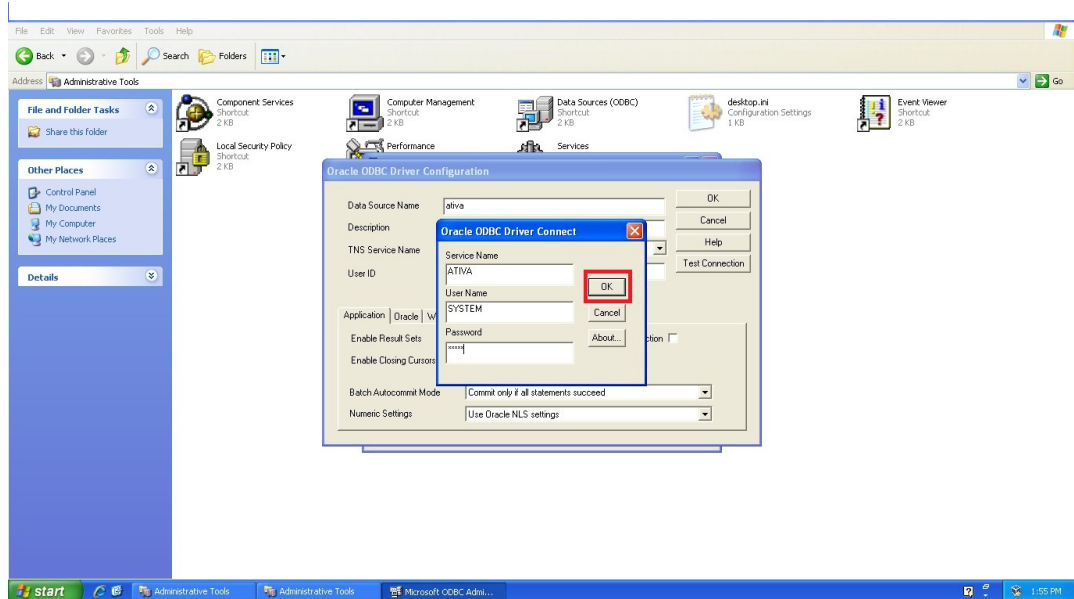 File Edit View Favorites Tools Help
Back Search Folders
Address Administrative Tools Go
File and Folder Tasks
Share this folder
Other Places
Control Panel
My Documents
My Computer
My Network Places
Details
Component Services
Shortcut
2 KB
Computer Management
Shortcut
2 KB
Data Sources (ODBC)
Shortcut
2 KB
desktop.ini
Configuration Settings
1 KB
Event Viewer
Shortcut
2 KB
Local Security Policy
Shortcut
2 KB
Performance
Services
Oracle ODBC Driver Configuration
Data Source Name ativa
Description
TNS Service Name
User ID
OK
Cancel
Help
Test Connection
Application Oracle W
Enable Result Sets
Enable Closing Cursors
ction
Batch Autocommit Mode Commit only if all statements succeed
Numeric Settings Use Oracle NLS settings
Oracle ODBC Driver Connect
Service Name
ATIVA
User Name
SYSTEM
Password
*****
OK
Cancel
About...
start Administrative Tools Administrative Tools Microsoft ODBC Admi... 1:55 PM